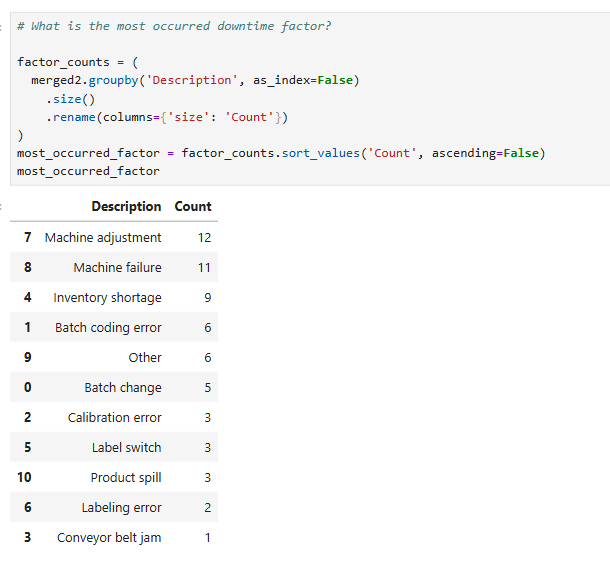 # What is the most occurred downtime factor?
factor_counts = (
merged2.groupby('Description', as_index=False)
.size()
.rename(columns={'size': 'Count'})
)
most_occurred_factor = factor_counts.sort_values('Count', ascending=False)
most_occurred_factor
Description Count
7 Machine adjustment 12
8 Machine failure 11
4 Inventory shortage 9
1 Batch coding error 6
9 Other 6
0 Batch change 5
2 Calibration error 3
5 Label switch 3
10 Product spill 3
6 Labeling error 2
3 Conveyor belt jam 1